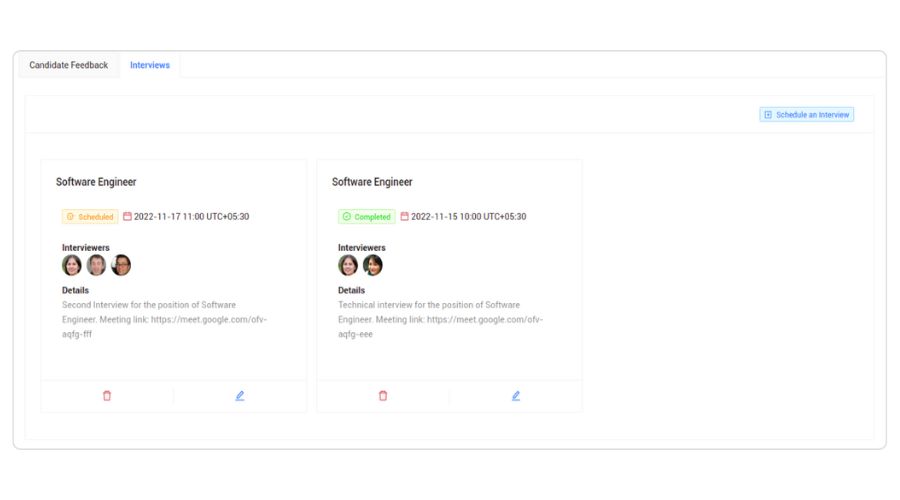 Candidate Feedback
Interviews
Schedule an Interview
Software Engineer
Scheduled 2022-11-17 11:00 UTC+05:30
Interviewers
Details
Second Interview for the position of Software
Engineer. Meeting link: https://meet.google.com/ofv-
aqfg-fff
Software Engineer
Completed 2022-11-15 10:00 UTC+05:30
Interviewers
Details
Technical interview for the position of Software
Engineer. Meeting link: https://meet.google.com/ofv-
aqfg-eee